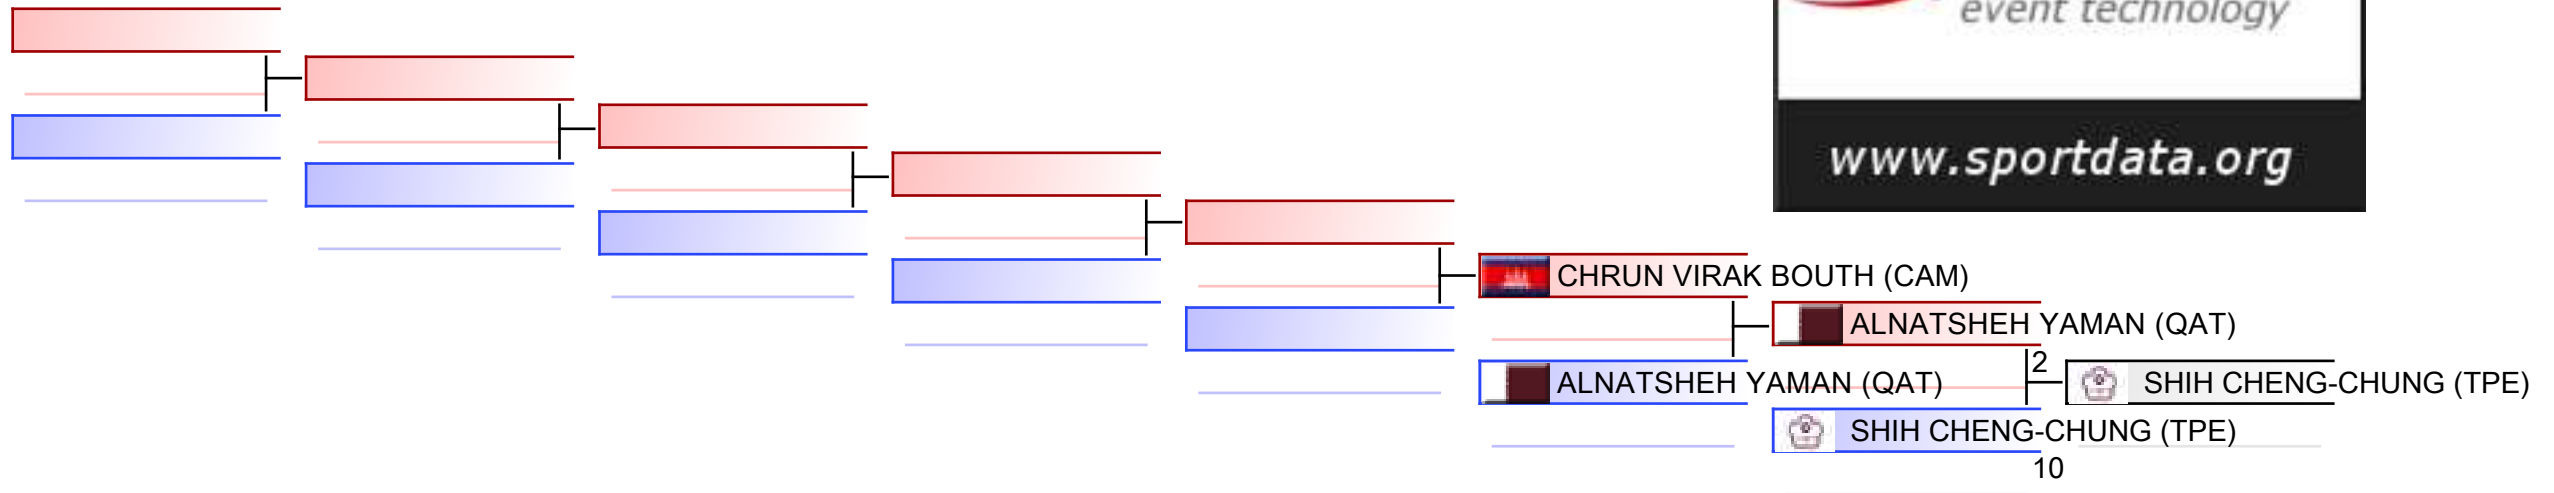 event technology
www.sportdata.org
CHRUN VIRAK BOUTH (CAM)
ALNATSHEH YAMAN (QAT)
2
ALNATSHEH YAMAN (QAT)
SHIH CHENG-CHUNG (TPE)
SHIH CHENG-CHUNG (TPE)
10